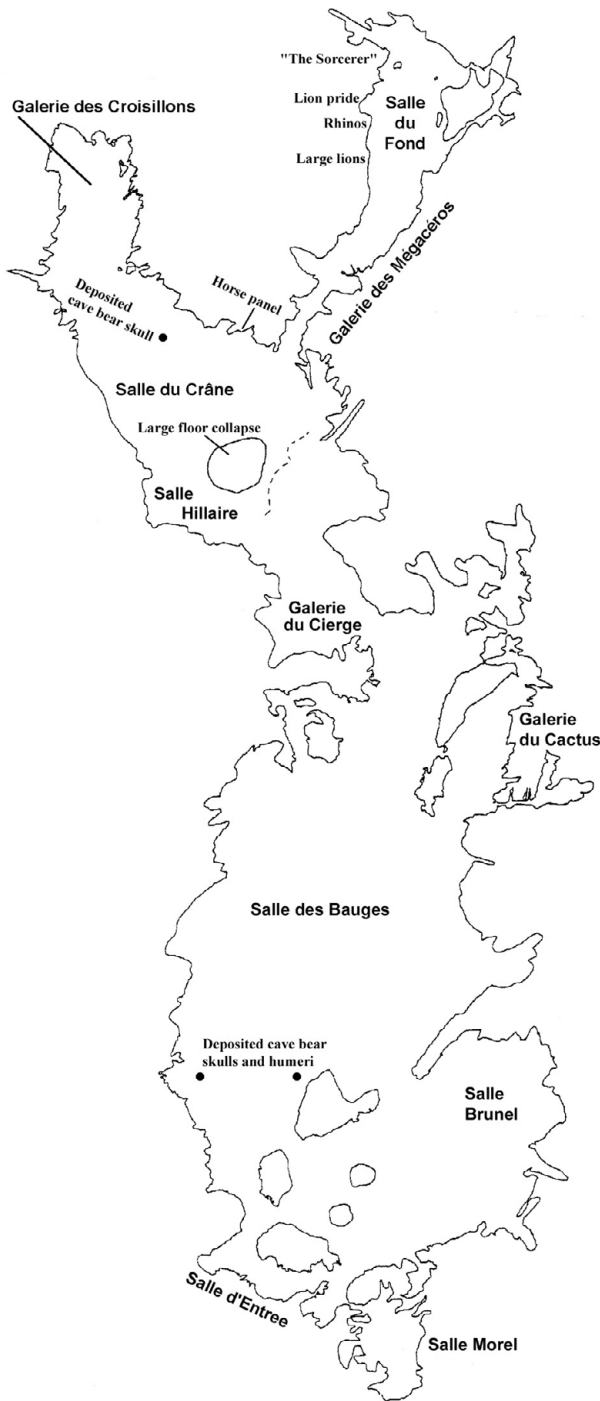 "The Sorcerer"
Galerie des Croisillons
Lion pride
Salle
du
Fond
Rhinos
Large lions
Galerie des Mégacéros
Deposited
cave bear skull
Horse panel
Salle du Crâne
Large floor collapse
Salle
Hillaire
Galerie
du Cierge
Galerie
du Cactus
Salle des Bauges
Deposited cave bear
skulls and humeri
Salle
Brunel
Salle d'Entree
Salle Morel